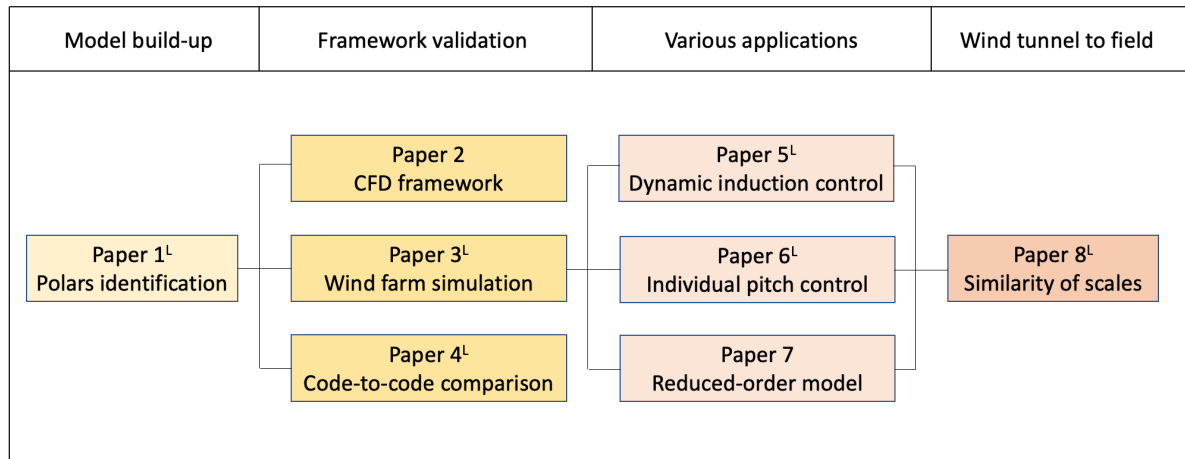 Model build-up
Framework validation
Various applications
Wind tunnel to field
Paper 1ᴸ
Polars identification
Paper 2
CFD framework
Paper 3ᴸ
Wind farm simulation
Paper 4ᴸ
Code-to-code comparison
Paper 5ᴸ
Dynamic induction control
Paper 6ᴸ
Individual pitch control
Paper 7
Reduced-order model
Paper 8ᴸ
Similarity of scales